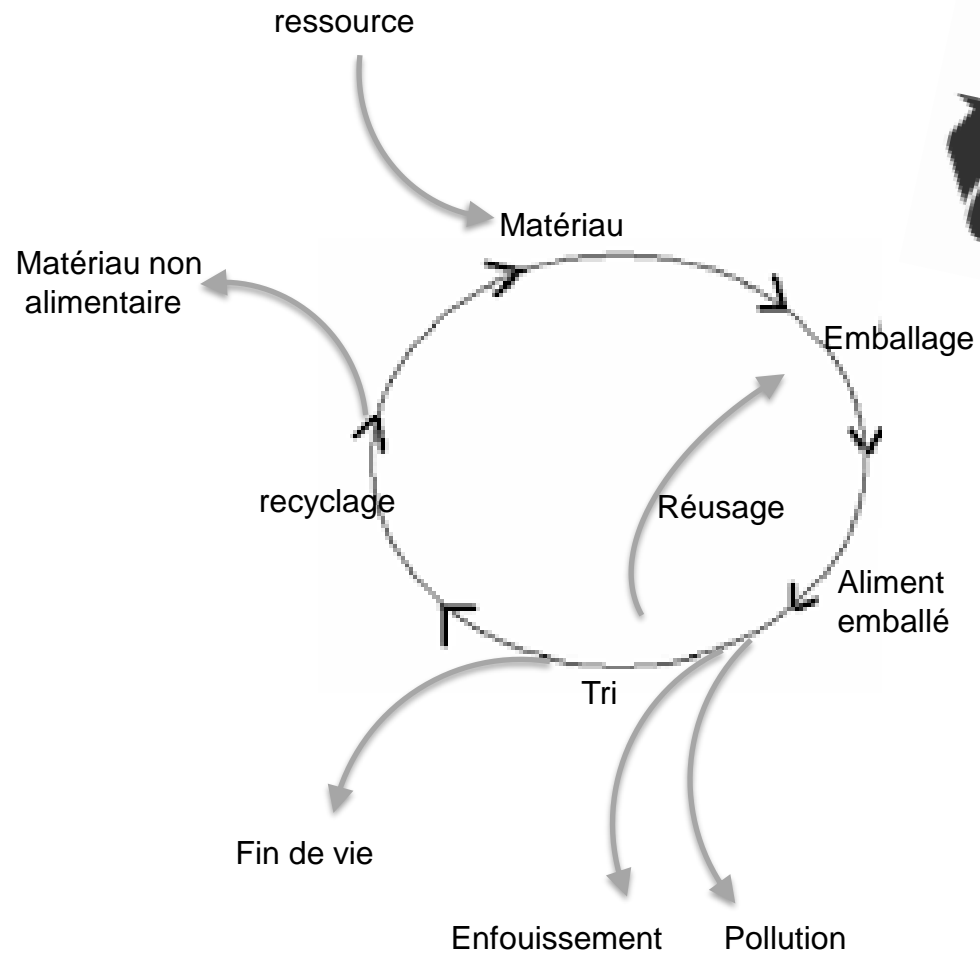 ressource
Matériau
Matériau non
alimentaire
Emballage
recyclage
Réusage
Aliment
emballé
Tri
Fin de vie
Enfouissement
Pollution